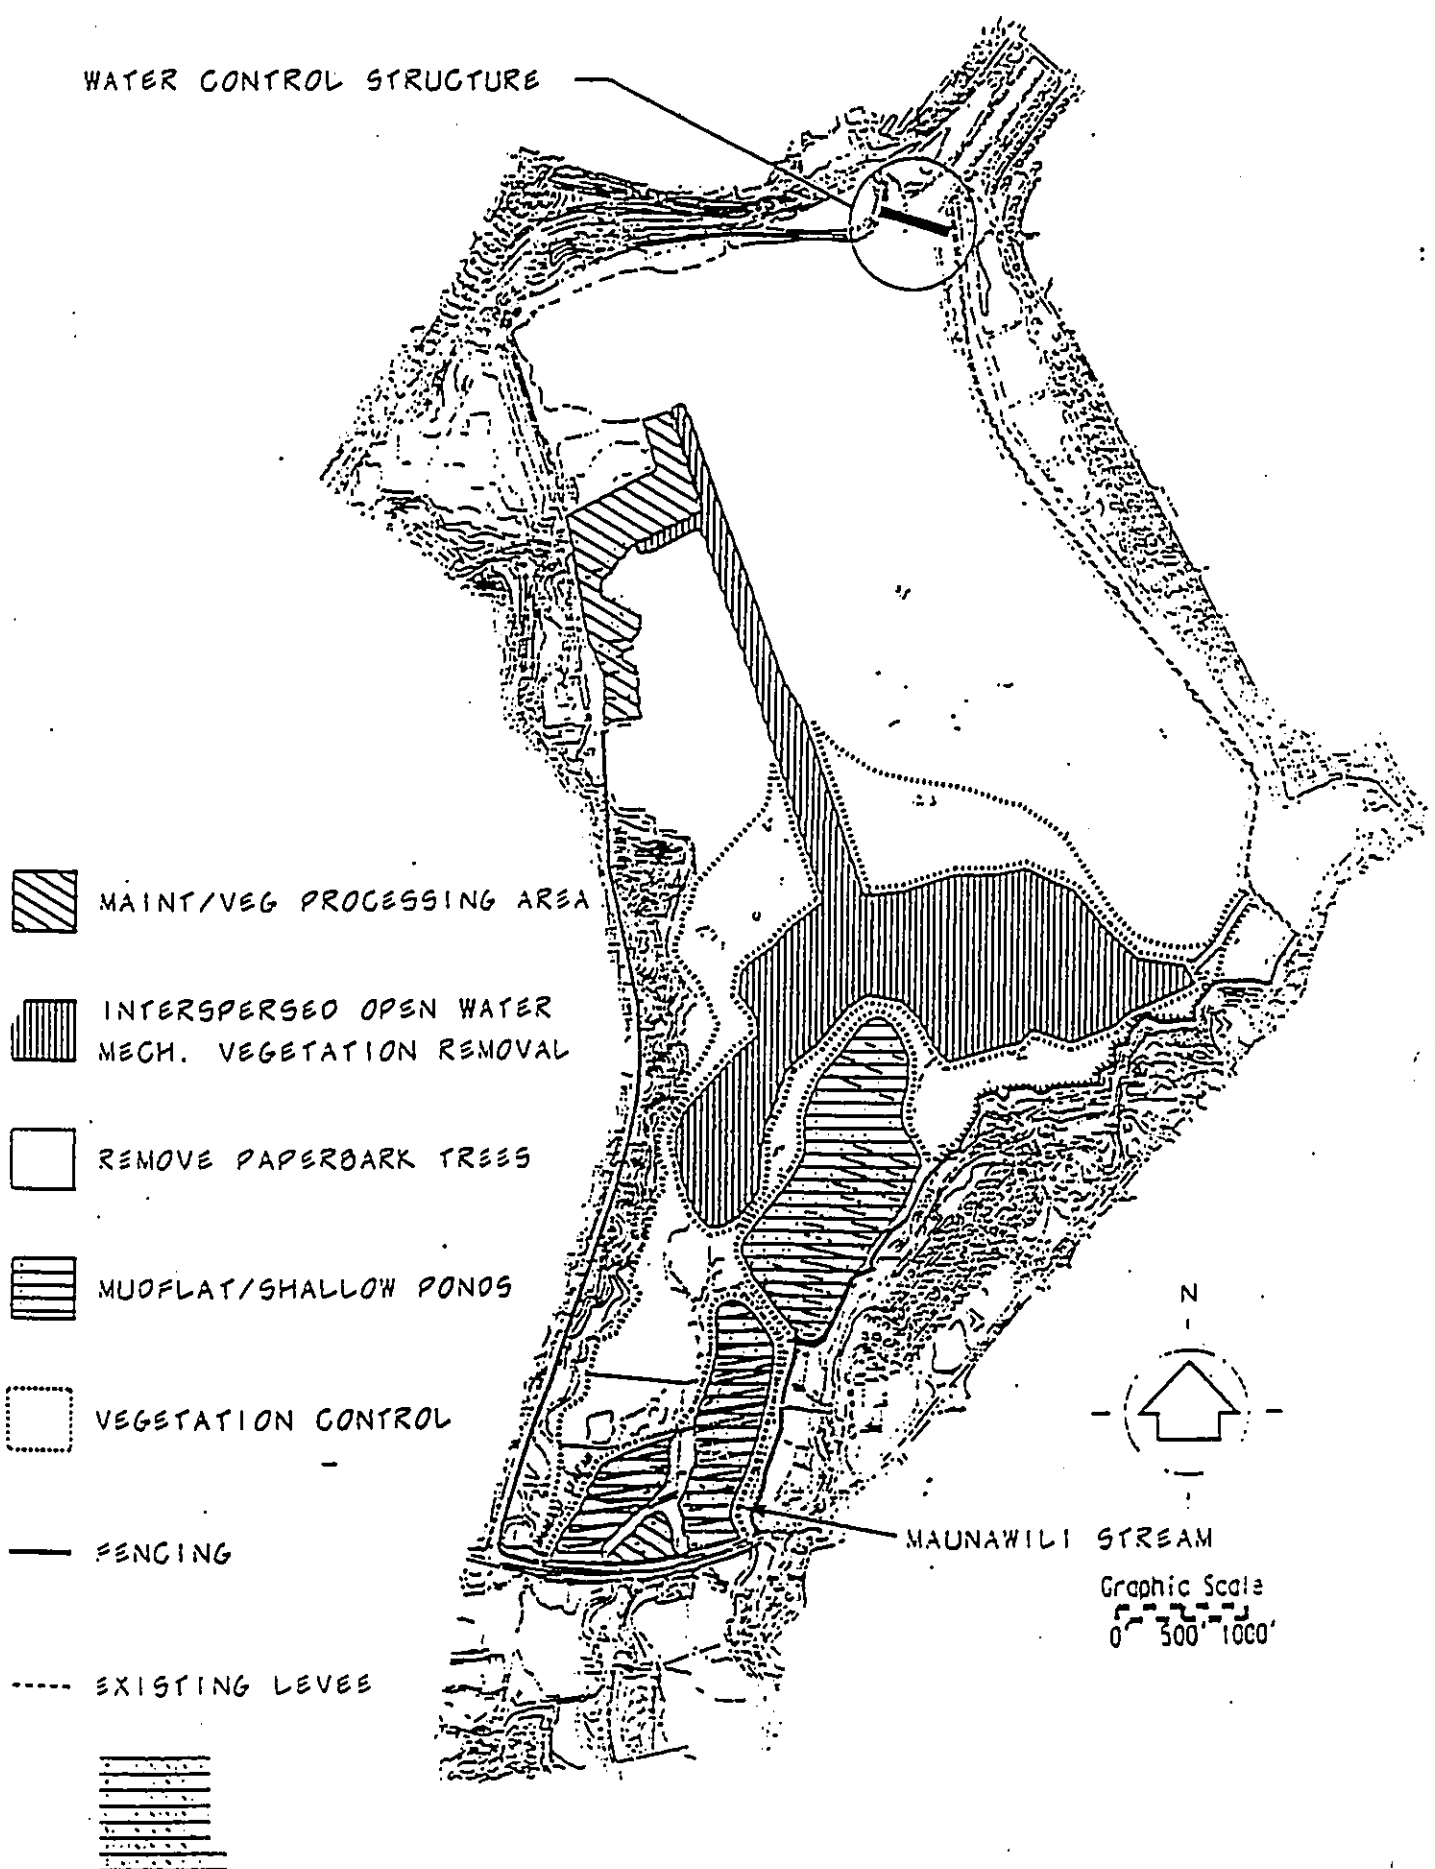 WATER CONTROL STRUCTURE
MAINT/VEG PROCESSING AREA
INTERSPERSED OPEN WATER
MECH. VEGETATION REMOVAL
REMOVE PAPERBARK TREES
MUDFLAT/SHALLOW PONDS
VEGETATION CONTROL
FENCING
EXISTING LEVEE
N
MAUNAWILI STREAM
Graphic Scale
0' 500' 1000'